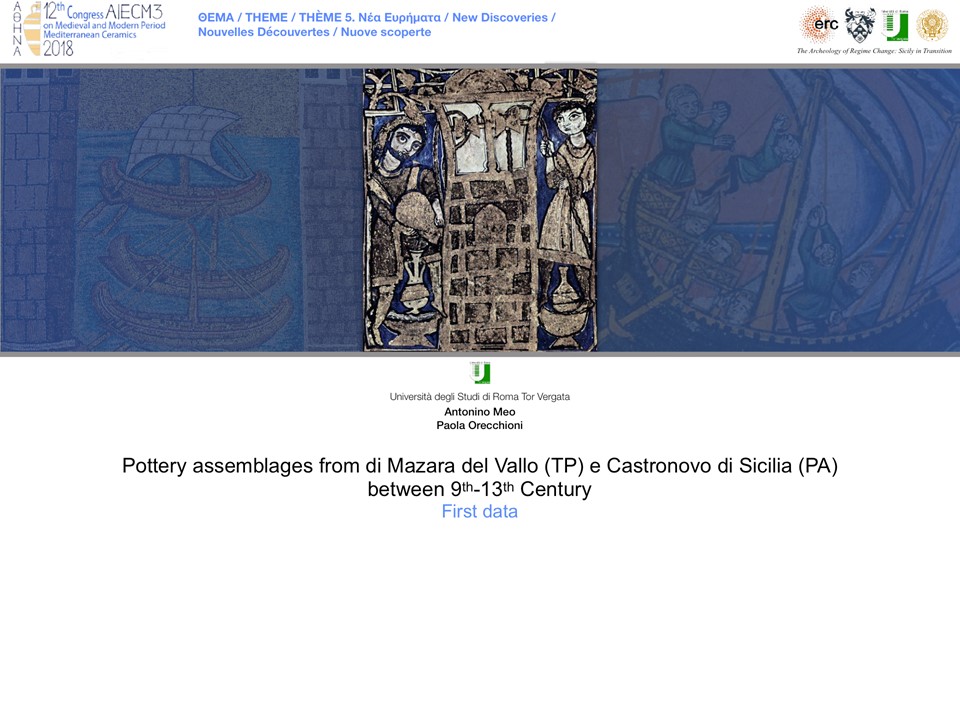 ΑΘΗΝΑ
12th Congress AIECM3
on Medieval and Modern Period
Mediterranean Ceramics
2018
ΘΕΜΑ / THEME / THÈME 5. Νέα Ευρήματα / New Discoveries /
Nouvelles Découvertes / Nuove scoperte
erc
The Archeology of Regime Change: Sicily in Transition
Università degli Studi di Roma Tor Vergata
Antonino Meo
Paola Orecchioni
Pottery assemblages from di Mazara del Vallo (TP) e Castronovo di Sicilia (PA)
between 9th-13th Century
First data